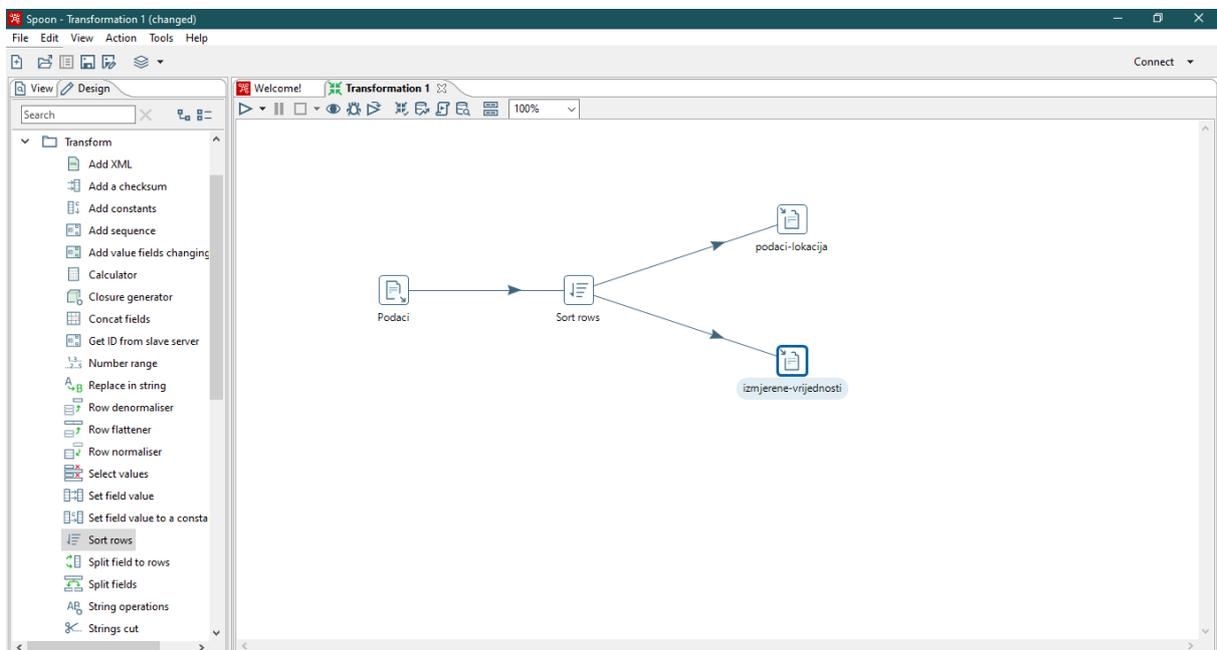 Spoon - Transformation 1 (changed)
File Edit View Action Tools Help
Connect
View Design
Welcome! Transformation 1
Search
100%
Transform
Add XML
Add a checksum
Add constants
Add sequence
Add value fields changing
Calculator
Closure generator
Concat fields
Get ID from slave server
Number range
Replace in string
Row denormaliser
Row flattener
Row normaliser
Select values
Set field value
Set field value to a consta
Sort rows
Split field to rows
Split fields
String operations
Strings cut
podaci-lokacija
Podaci
Sort rows
izmjerene-vrijednosti